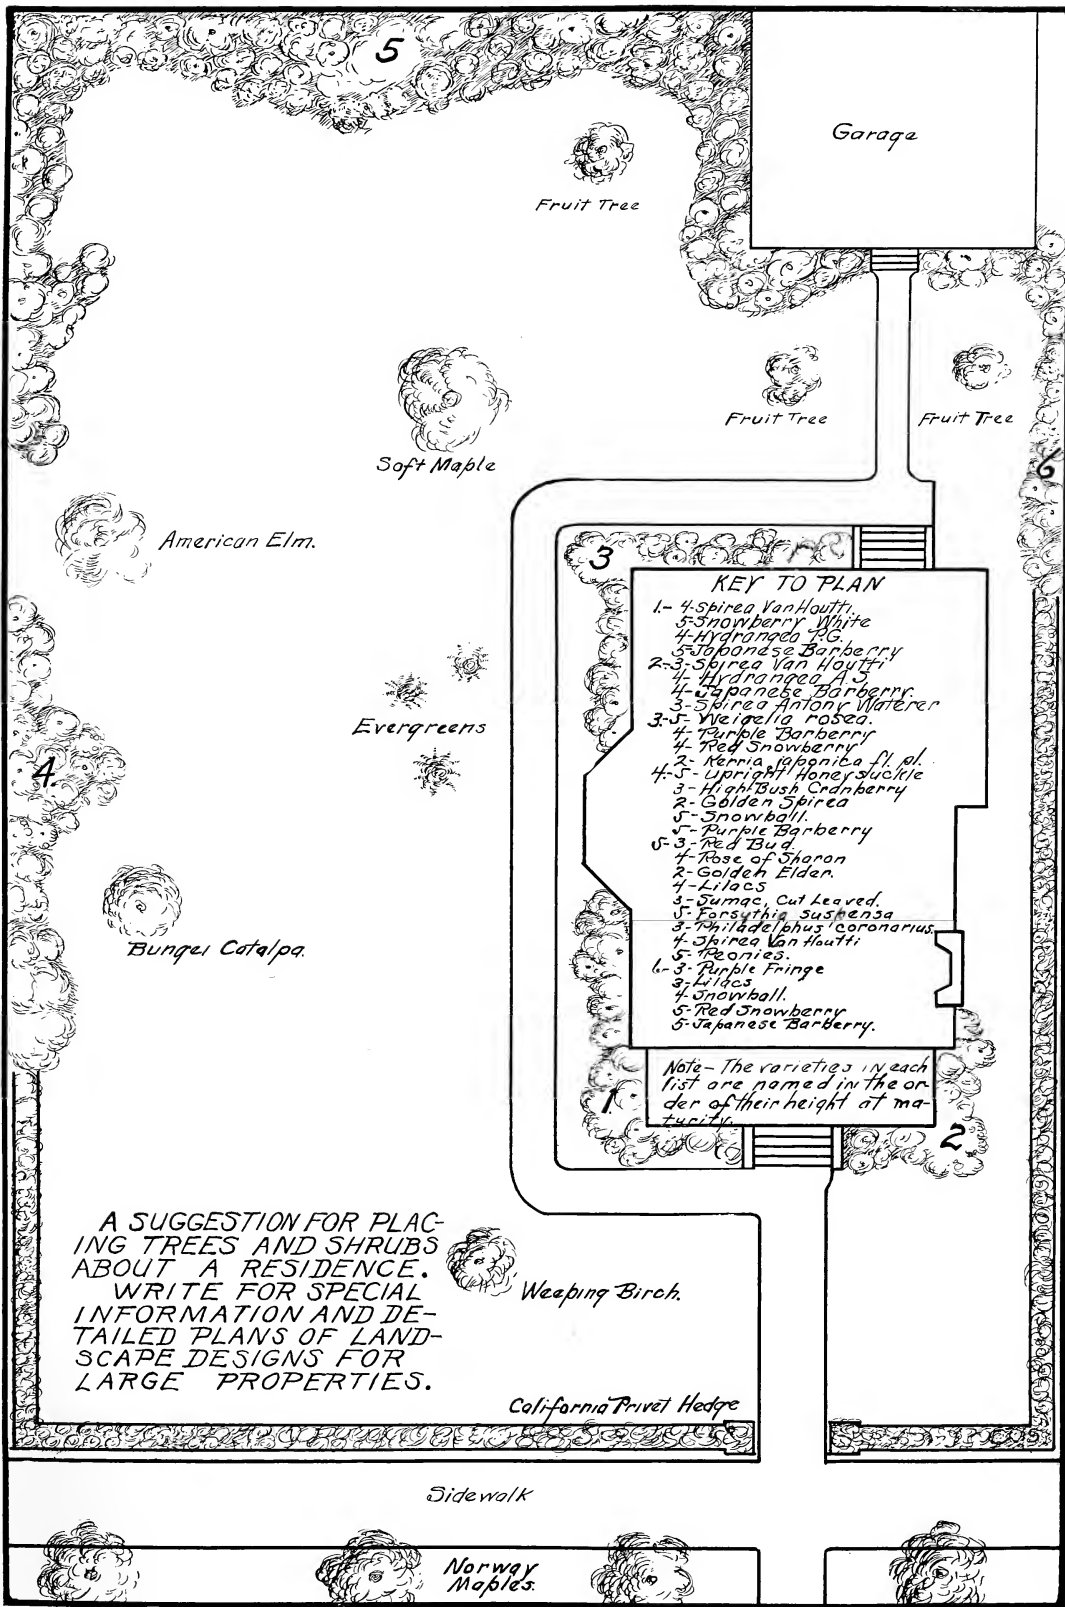 5
Garage
Fruit Tree
Fruit Tree
Fruit Tree
Soft Maple
6
American Elm.
3
KEY TO PLAN
1.- 4-Spirea Van Houtti.
5-Snowberry White
4-Hydrangea P.G.
5-Japanese Barberry
2-3-Spirea Van Houtti
4-Hydrangea A.S.
4-Japanese Barberry.
3-Spirea Antony Waterer
3.-5-Weigelia rosea.
4-Purple Barberry
4-Red Snowberry
2-Kerria japonica fl. pl.
4.-5-Upright Honeysuckle
3-High Bush Cranberry
2-Golden Spirea
5-Snowball.
5-Purple Barberry
5-3-Red Bud.
4-Rose of Sharon
2-Golden Elder.
4-Lilacs
3-Sumac, Cut Leaved.
5-Forsythia suspensa
3-Philadelphus coronarius
4-Spirea Van Houtti
5-Peonies.
6-3-Purple Fringe
3-Lilacs
4-Snowball.
5-Red Snowberry
5-Japanese Barberry.
Note-The varieties in each
list are named in the or-
der of their height at ma-
turity.
Evergreens
4.
Bungei Catalpa.
1
2
A SUGGESTION FOR PLAC-
ING TREES AND SHRUBS
ABOUT A RESIDENCE.
WRITE FOR SPECIAL
INFORMATION AND DE-
TAILED PLANS OF LAND-
SCAPE DESIGNS FOR
LARGE PROPERTIES.
Weeping Birch.
California Privet Hedge
Sidewalk
Norway
Maples.